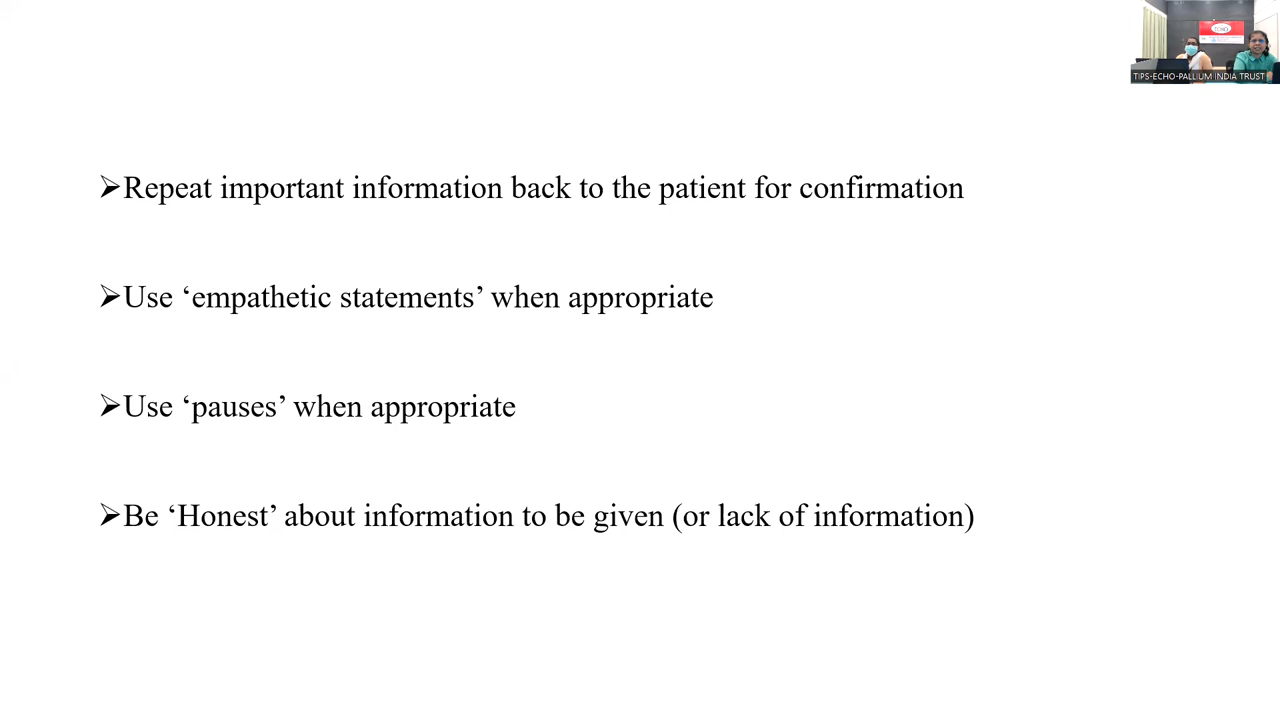 TIPS-ECHO-PALLIUM INDIA TRUST
➤Repeat important information back to the patient for confirmation
➤Use ‘empathetic statements’ when appropriate
➤Use ‘pauses’ when appropriate
➤Be ‘Honest’ about information to be given (or lack of information)